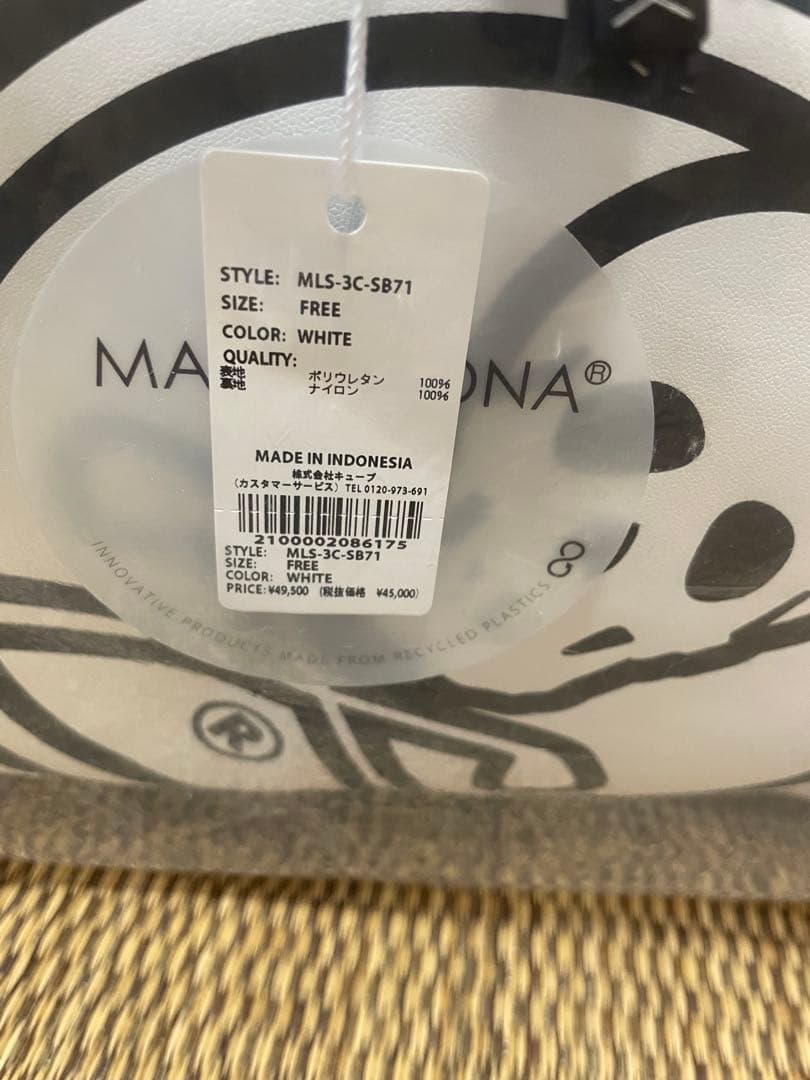 STYLE: MLS-3C-SB71
SIZE: FREE
COLOR: WHITE
QUALITY:
表地 ポリウレタン 100%
裏地 ナイロン 100%
MADE IN INDONESIA
株式会社キューブ
(カスタマーサービス) TEL 0120-973-691
2100002086175
STYLE: MLS-3C-SB71
SIZE: FREE
COLOR: WHITE
PRICE: ¥49,500 (税抜価格 ¥45,000)
MA ONA®
INNOVATIVE PRODUCTS MADE FROM RECYCLED PLASTICS
®